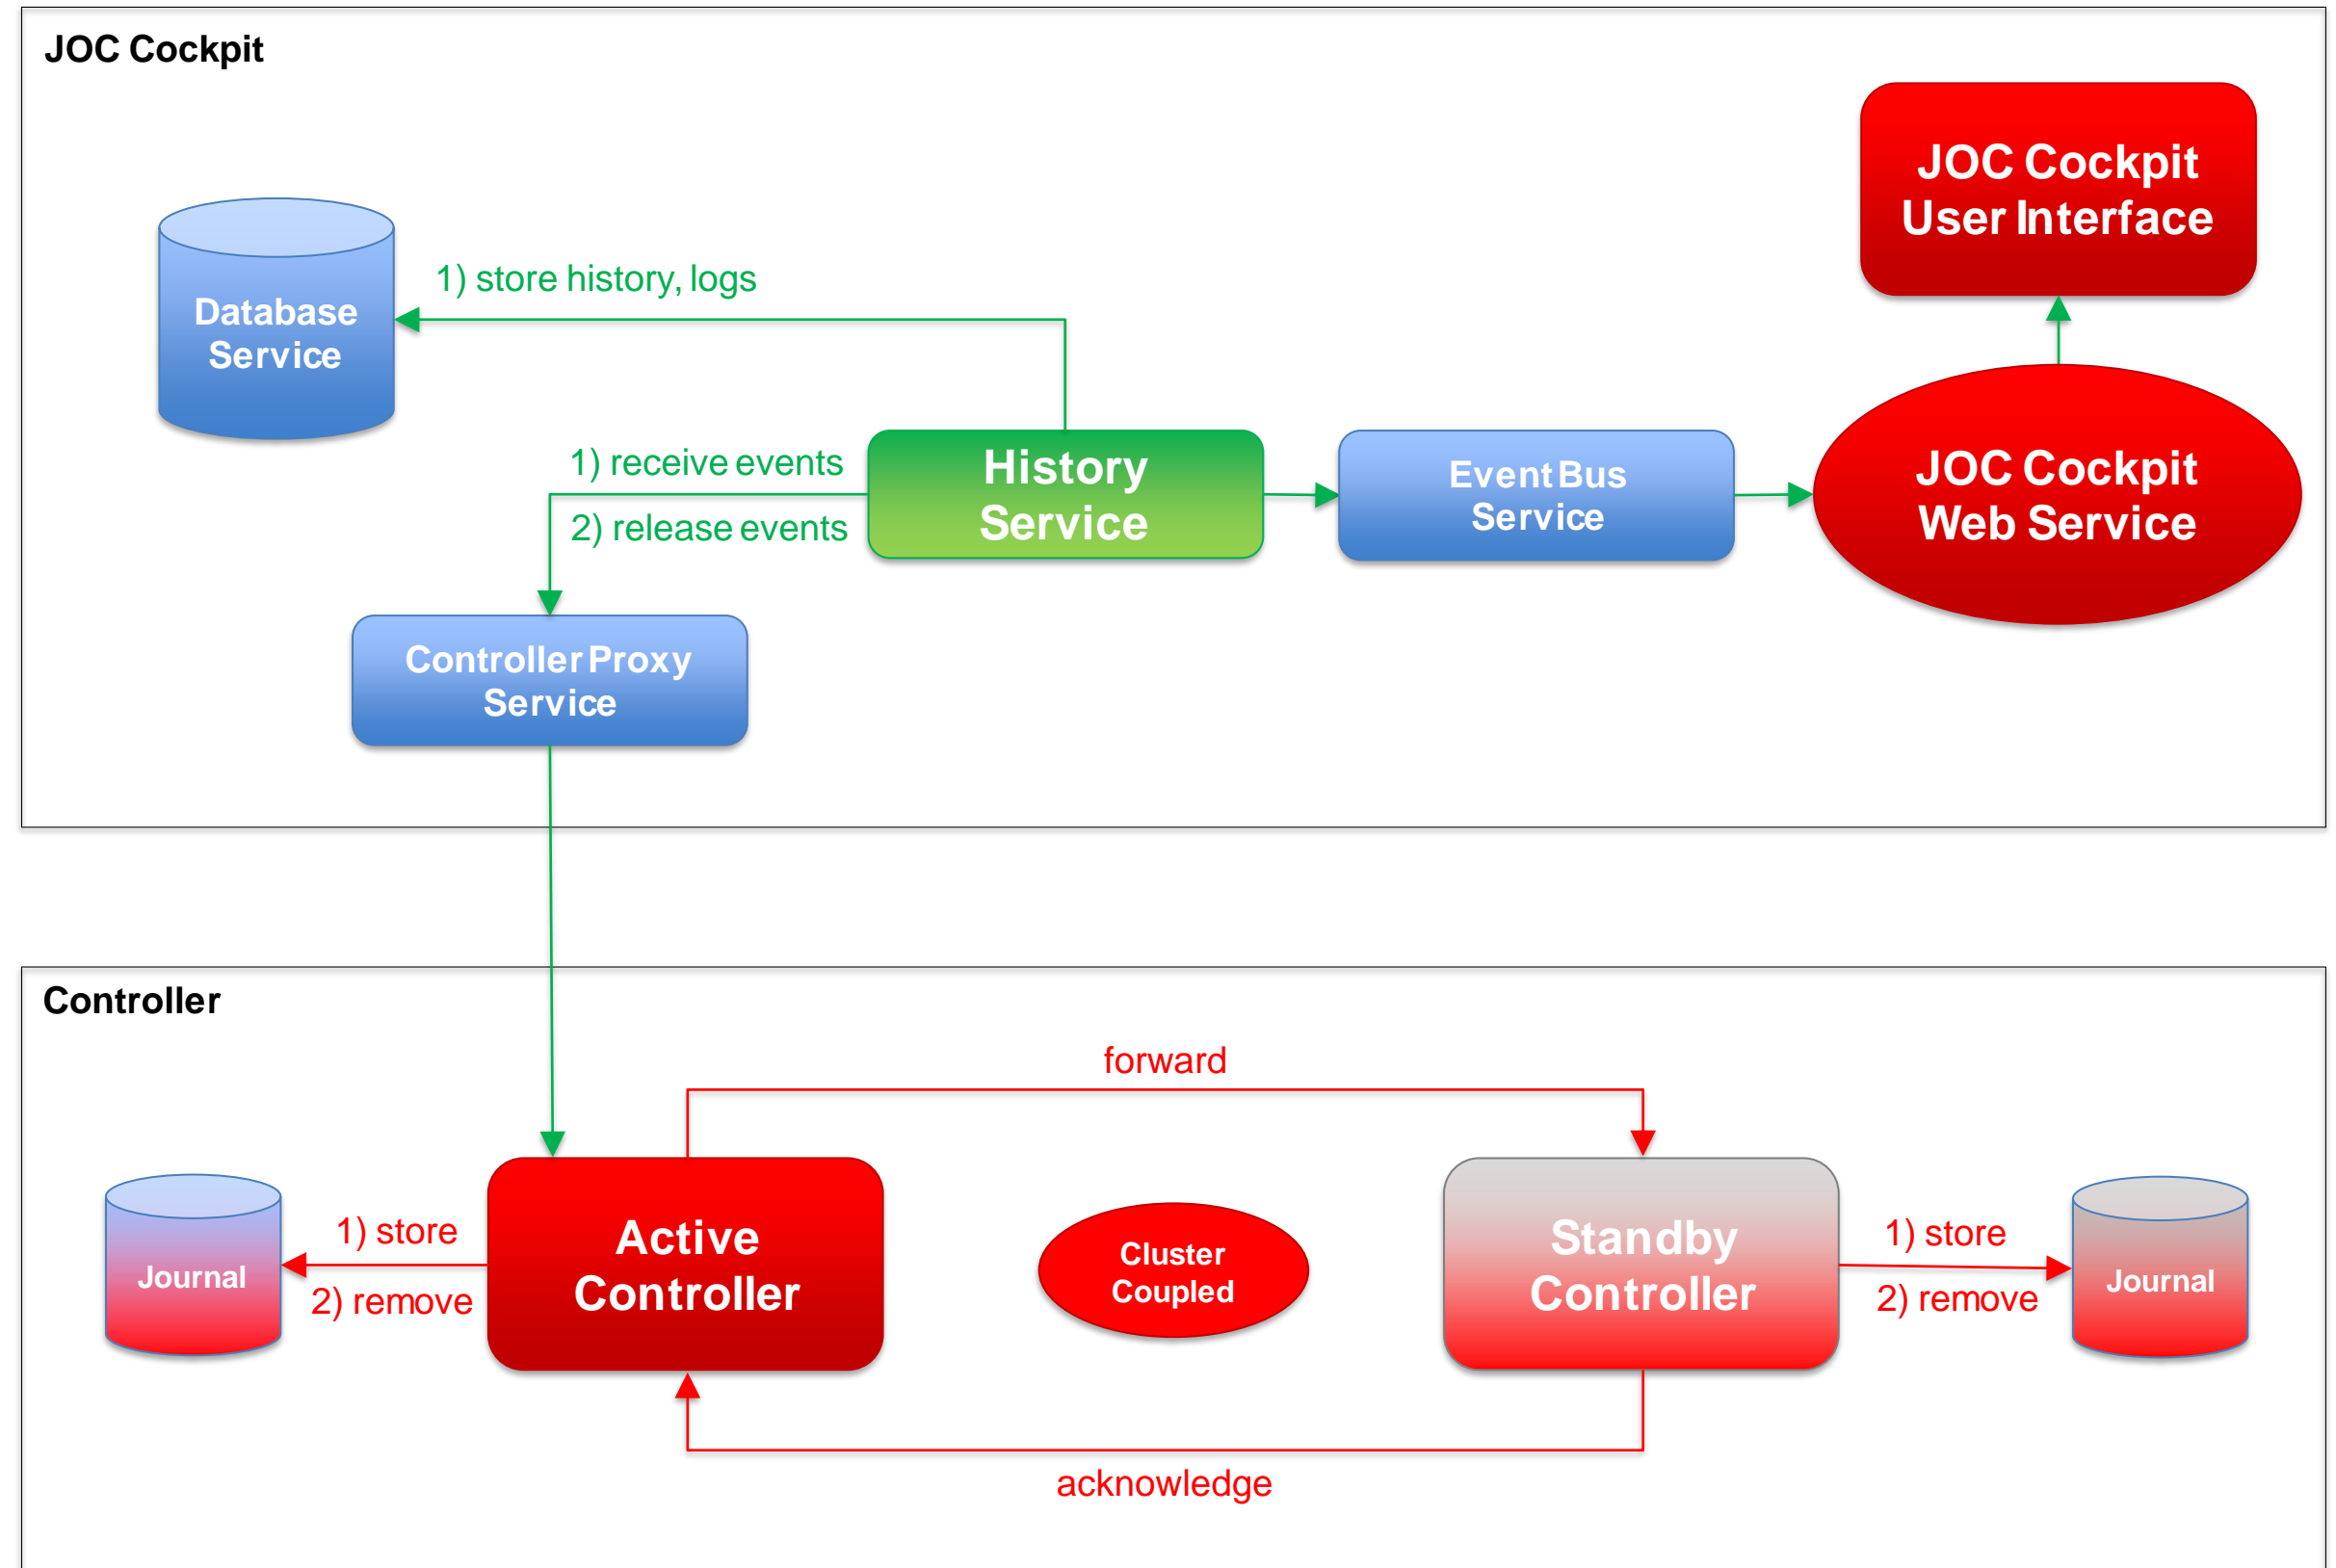 JOC Cockpit
JOC Cockpit
User Interface
1) store history, logs
Database
Service
1) receive events
2) release events
History
Service
Event Bus
Service
JOC Cockpit
Web Service
Controller Proxy
Service
Controller
forward
Journal
1) store
2) remove
Active
Controller
Cluster
Coupled
Standby
Controller
1) store
2) remove
Journal
acknowledge